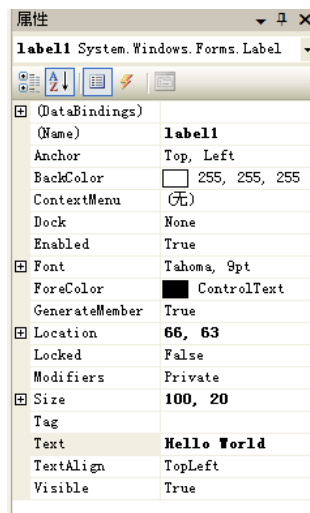 属性
label1 System.Windows.Forms.Label
(DataBindings)
(Name) label1
Anchor Top, Left
BackColor 255, 255, 255
ContextMenu (无)
Dock None
Enabled True
Font Tahoma, 9pt
ForeColor ControlText
GenerateMember True
Location 66, 63
Locked False
Modifiers Private
Size 100, 20
Tag
Text Hello World
TextAlign TopLeft
Visible True